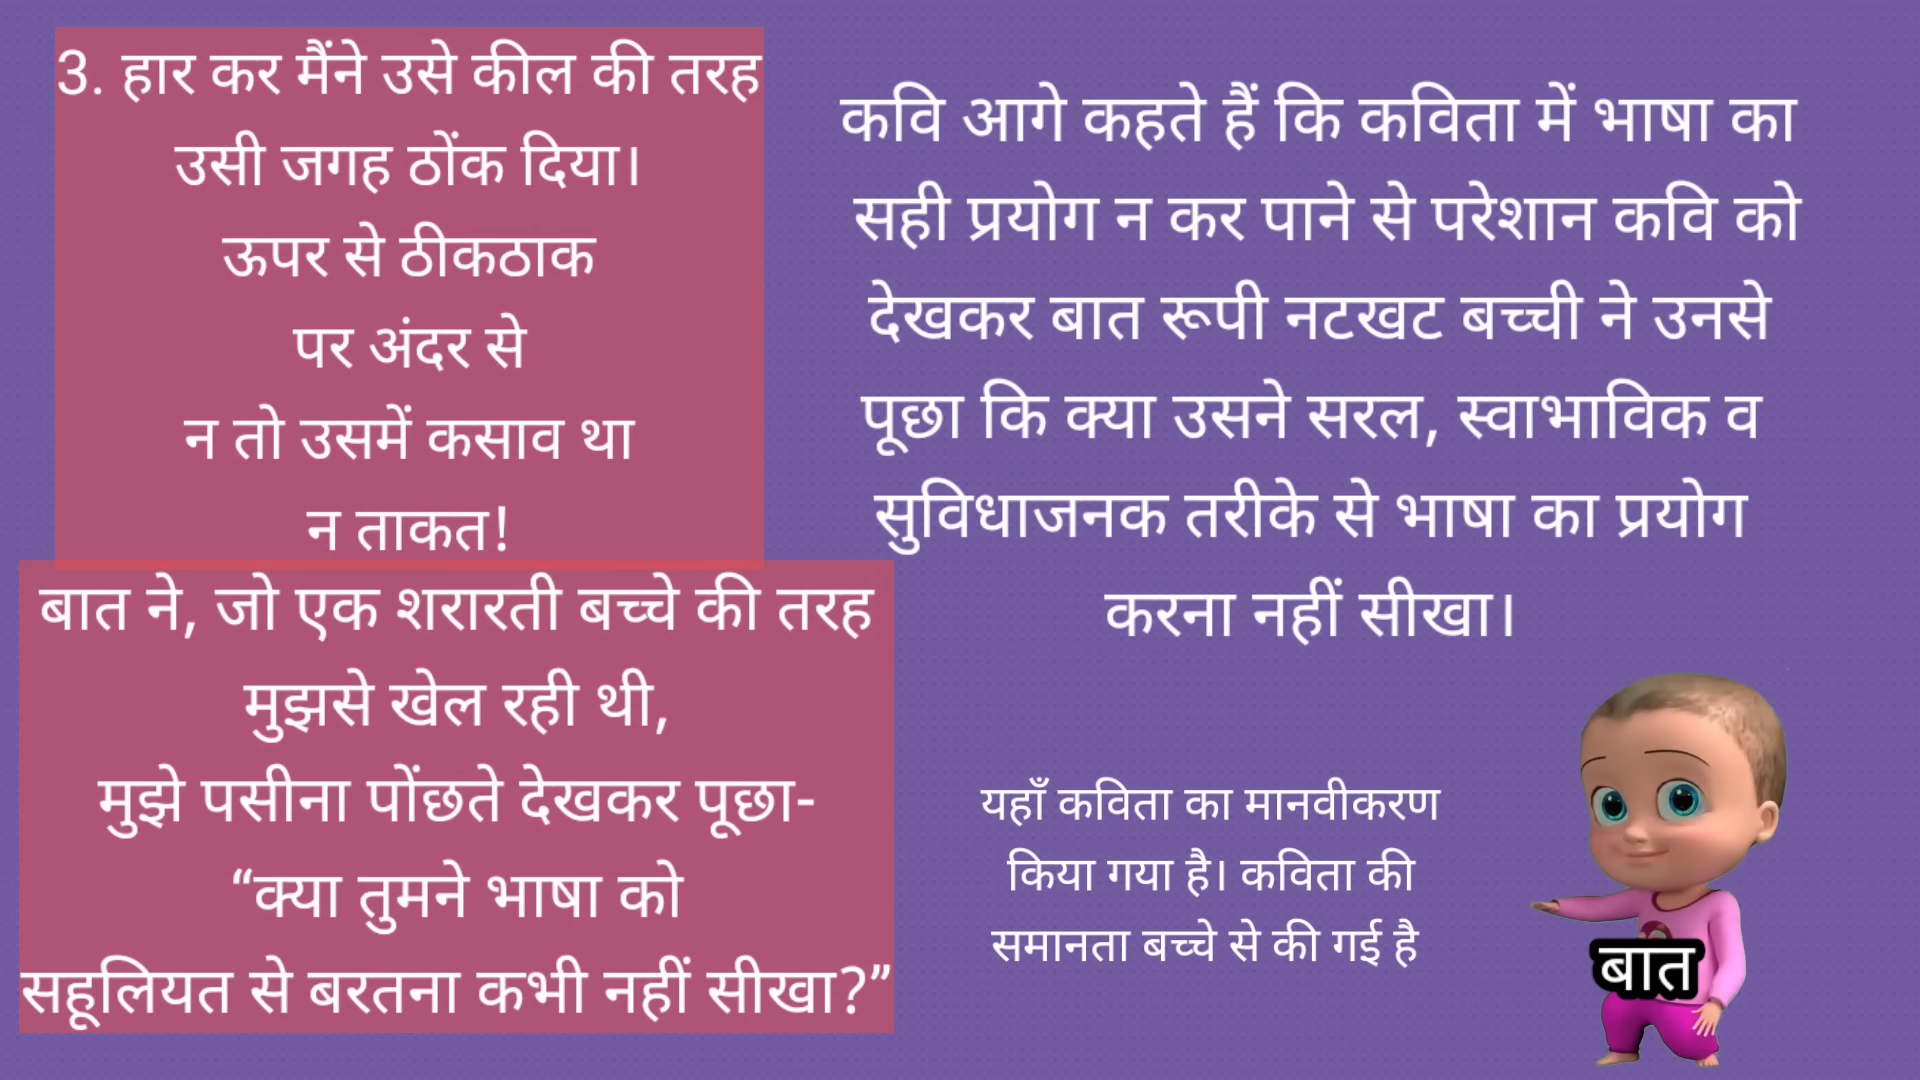 3. हार कर मैंने उसे कील की तरह
उसी जगह ठोंक दिया।
ऊपर से ठीकठाक
पर अंदर से
न तो उसमें कसाव था
न ताकत!
बात ने, जो एक शरारती बच्चे की तरह
मुझसे खेल रही थी,
मुझे पसीना पोंछते देखकर पूछा-
“क्या तुमने भाषा को
सहूलियत से बरतना कभी नहीं सीखा?”
कवि आगे कहते हैं कि कविता में भाषा का
सही प्रयोग न कर पाने से परेशान कवि को
देखकर बात रूपी नटखट बच्ची ने उनसे
पूछा कि क्या उसने सरल, स्वाभाविक व
सुविधाजनक तरीके से भाषा का प्रयोग
करना नहीं सीखा।
यहाँ कविता का मानवीकरण
किया गया है। कविता की
समानता बच्चे से की गई है
बात